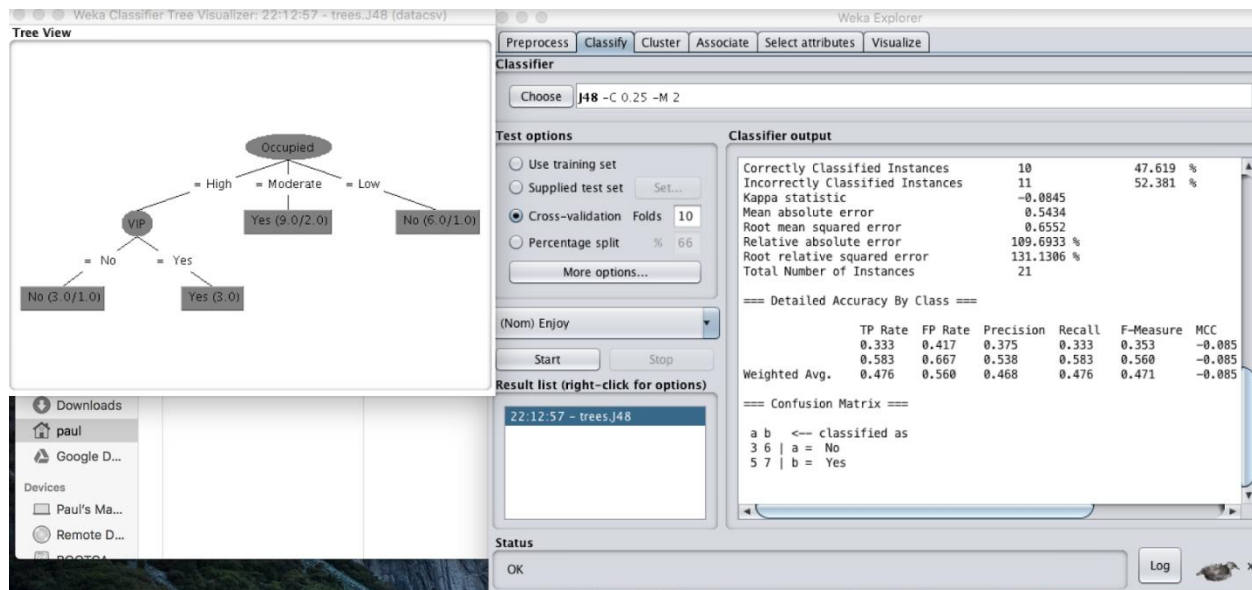 Weka Classifier Tree Visualizer: 22:12:57 - trees.J48 (datacsv)
Tree View
Occupied
= High = Moderate = Low
VIP Yes (9.0/2.0) No (6.0/1.0)
= No = Yes
No (3.0/1.0) Yes (3.0)
Downloads
paul
Google D...
Devices
Paul's Ma...
Remote D...
Weka Explorer
Preprocess Classify Cluster Associate Select attributes Visualize
Classifier
Choose J48 -C 0.25 -M 2
Test options
Use training set
Supplied test set Set...
Cross-validation Folds 10
Percentage split % 66
More options...
(Nom) Enjoy
Start Stop
Result list (right-click for options)
22:12:57 - trees.J48
Classifier output
Correctly Classified Instances 10 47.619 %
Incorrectly Classified Instances 11 52.381 %
Kappa statistic -0.0845
Mean absolute error 0.5434
Root mean squared error 0.6552
Relative absolute error 109.6933 %
Root relative squared error 131.1306 %
Total Number of Instances 21
=== Detailed Accuracy By Class ===
TP Rate FP Rate Precision Recall F-Measure MCC
0.333 0.417 0.375 0.333 0.353 -0.085
0.583 0.667 0.538 0.583 0.560 -0.085
Weighted Avg. 0.476 0.560 0.468 0.476 0.471 -0.085
=== Confusion Matrix ===
a b <-- classified as
3 6 | a = No
5 7 | b = Yes
Status
OK
Log
x